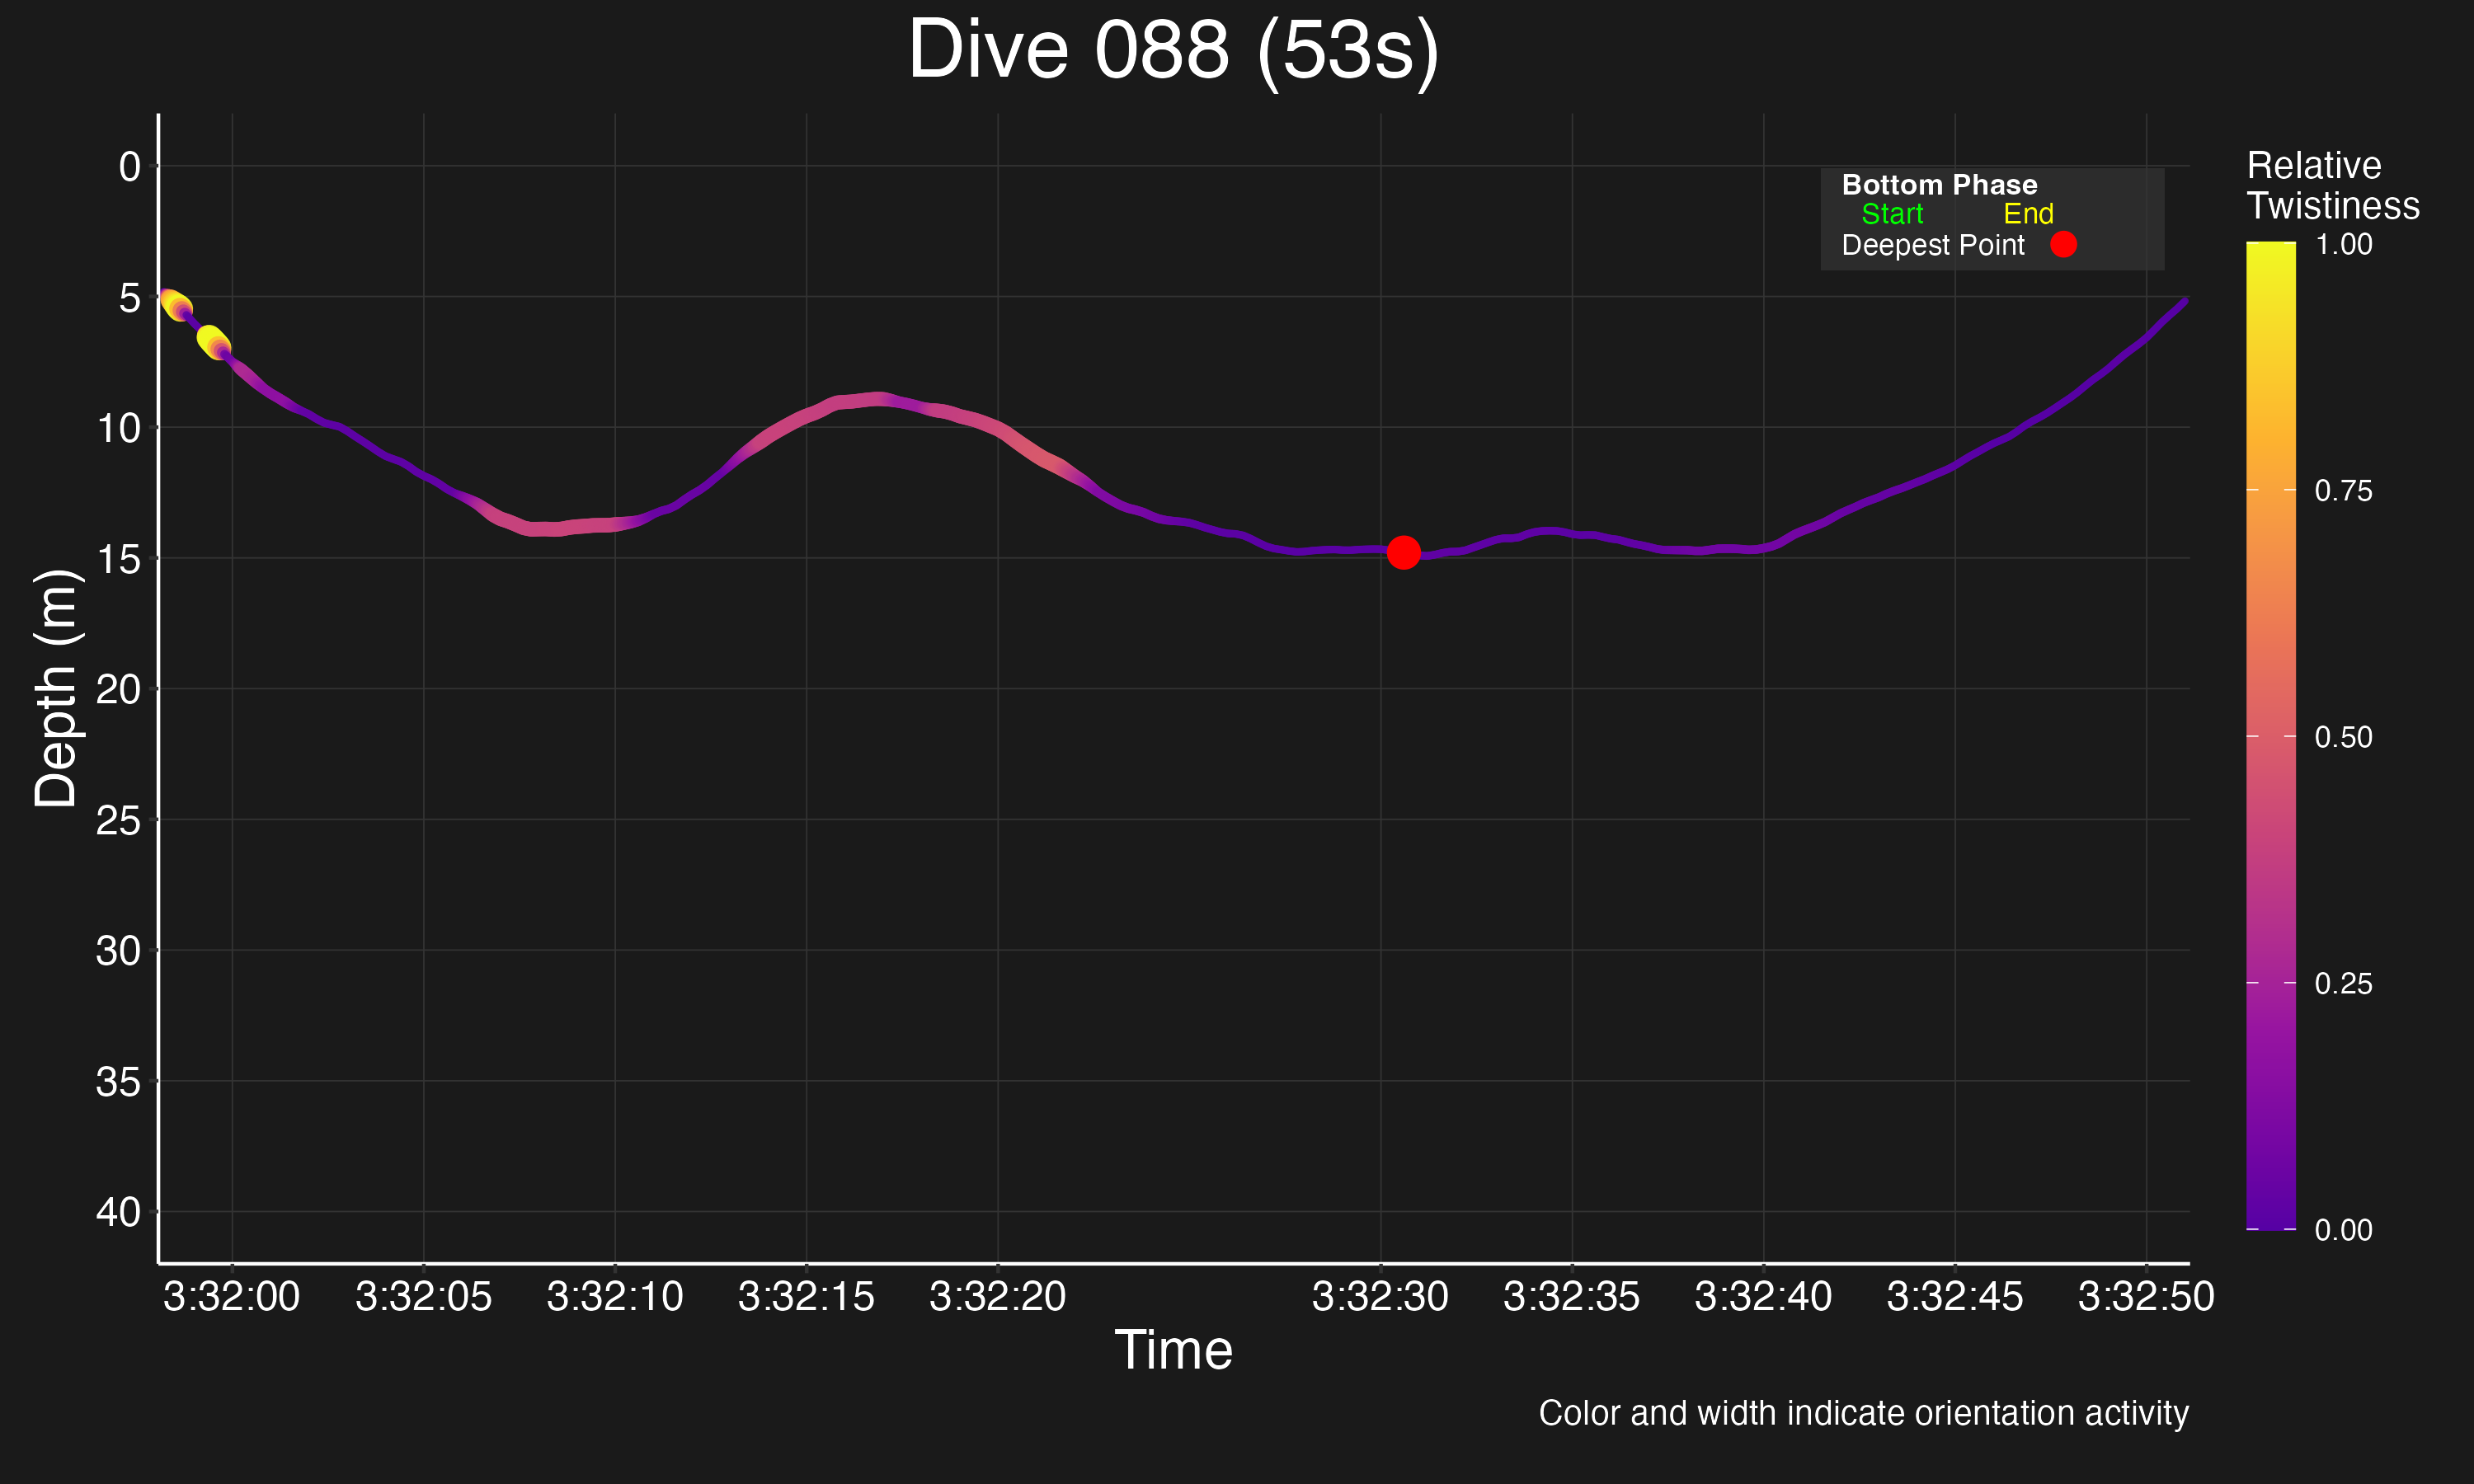 Dive 088 (53s)
Bottom Phase
Start End
Deepest Point
Relative
Twistiness
1.00
0.75
0.50
0.25
0.00
Depth (m)
0
5
10
15
20
25
30
35
40
3:32:00 3:32:05 3:32:10 3:32:15 3:32:20 3:32:30 3:32:35 3:32:40 3:32:45 3:32:50
Time
Color and width indicate orientation activity